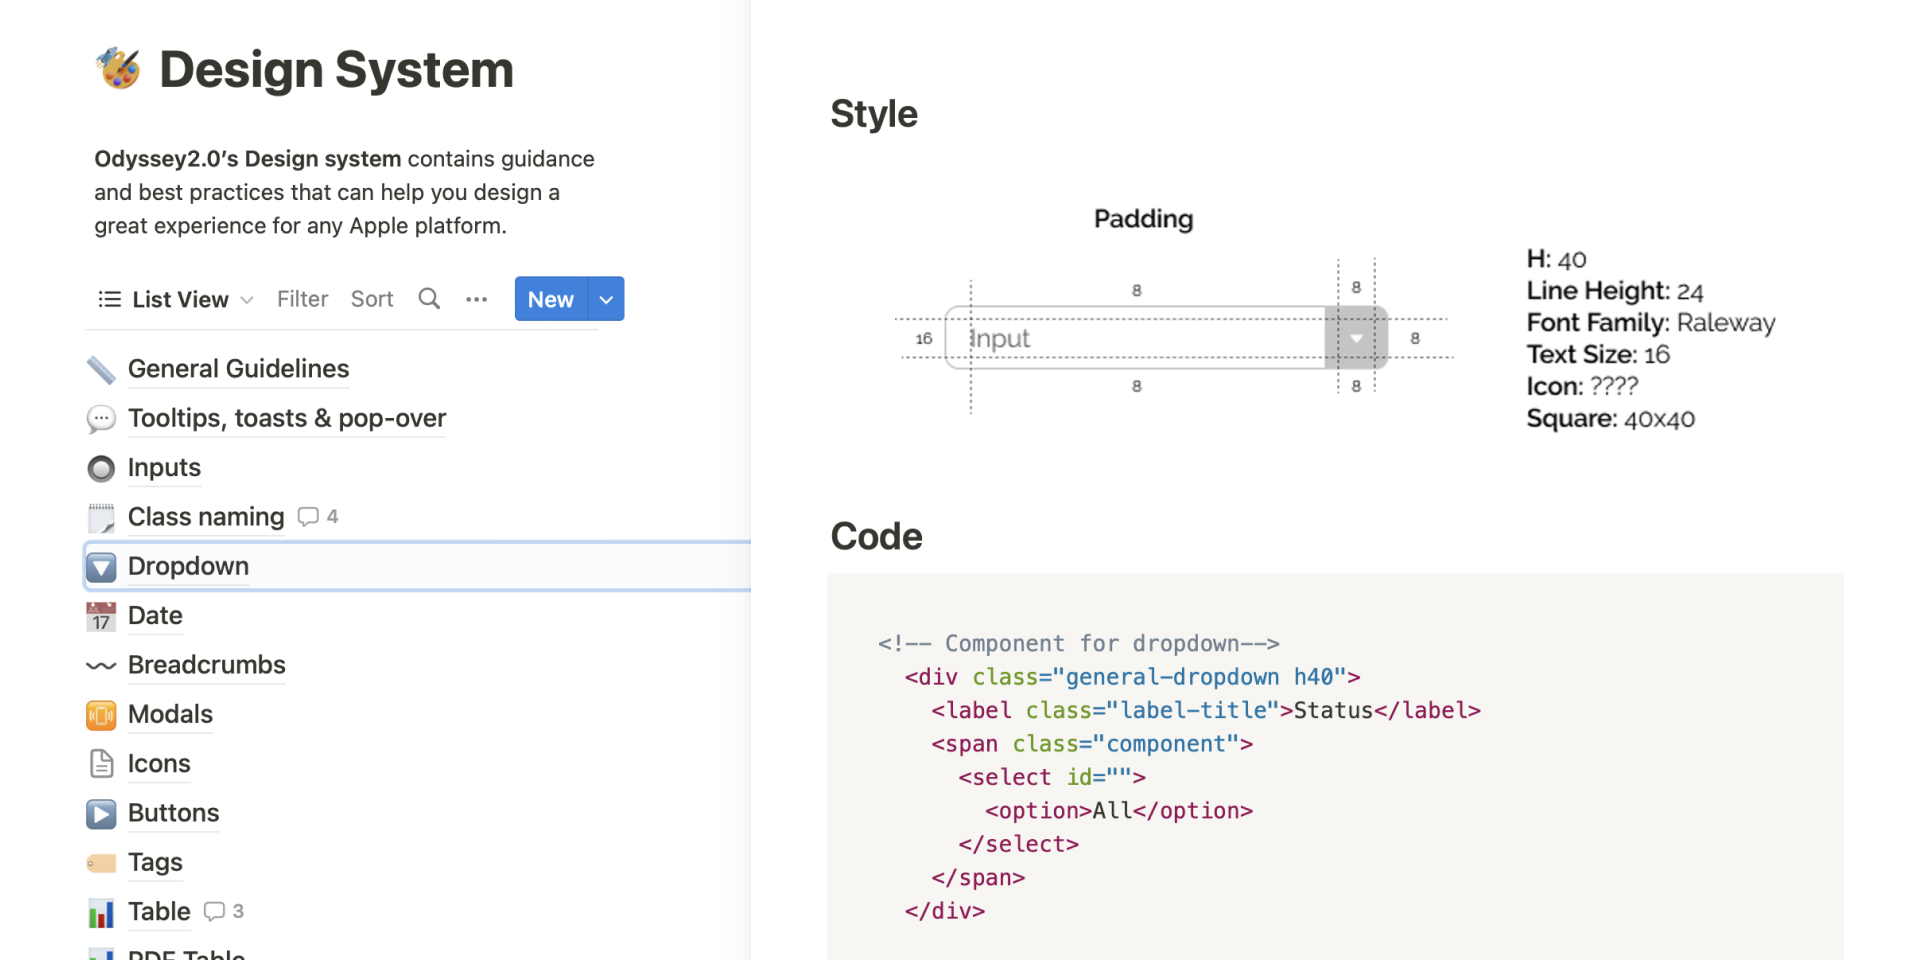 Design System
Odyssey2.0’s Design system contains guidance
and best practices that can help you design a
great experience for any Apple platform.
List View Filter Sort New
General Guidelines
Tooltips, toasts & pop-over
Inputs
Class naming 4
Dropdown
17 Date
Breadcrumbs
Modals
Icons
Buttons
Tags
Table 3
PDF Table
Style
Padding
8 8
16 Input 8
8 8
H: 40
Line Height: 24
Font Family: Raleway
Text Size: 16
Icon: ????
Square: 40x40
Code
<!-- Component for dropdown-->
<div class="general-dropdown h40">
<label class="label-title">Status</label>
<span class="component">
<select id="">
<option>All</option>
</select>
</span>
</div>